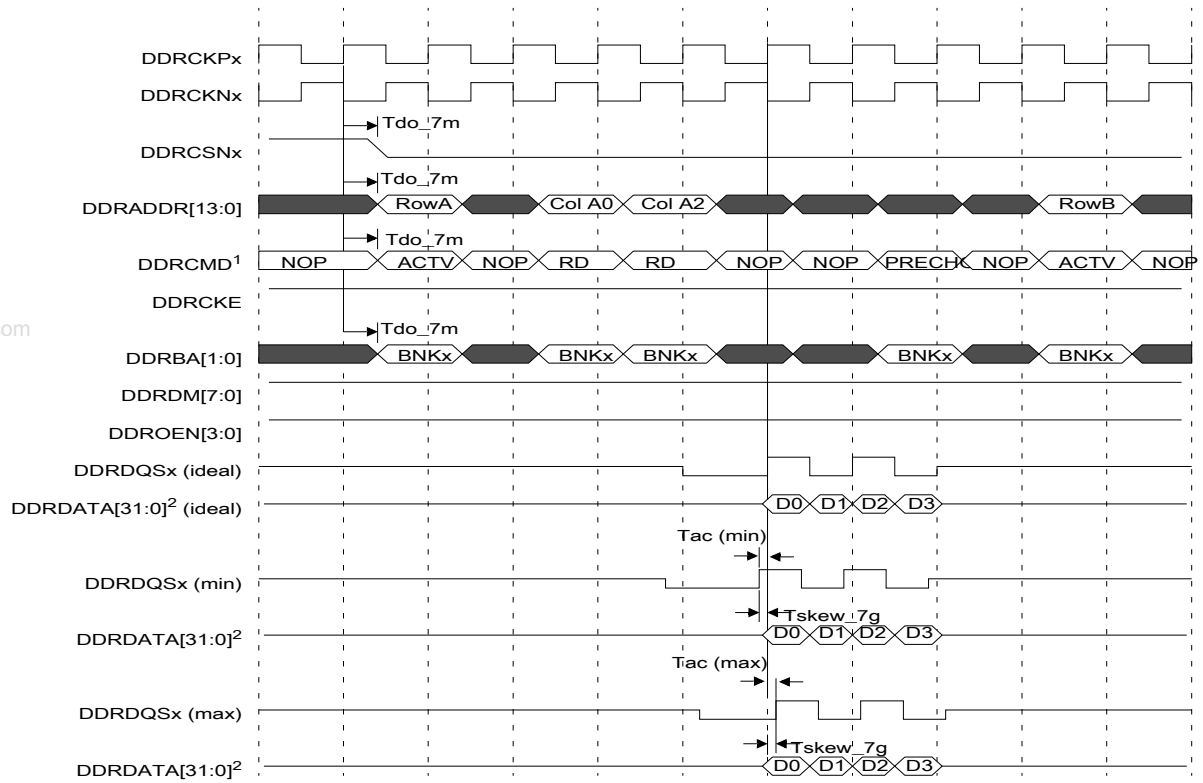 DDRCKPx
DDRCKNx
Tdo_7m
DDRCSNx
Tdo_7m
DDRADDR[13:0] RowA Col A0 Col A2 RowB
Tdo_7m
DDRCMD¹ NOP ACTV NOP RD RD NOP NOP PRECHG NOP ACTV NOP
DDRCKE
om
Tdo_7m
DDRBA[1:0] BNKx BNKx BNKx BNKx BNKx
DDRDM[7:0]
DDROEN[3:0]
DDRDQSx (ideal)
DDRDATA[31:0]² (ideal) D0 D1 D2 D3
Tac (min)
DDRDQSx (min)
Tskew_7g
DDRDATA[31:0]² D0 D1 D2 D3
Tac (max)
DDRDQSx (max)
Tskew_7g
DDRDATA[31:0]² D0 D1 D2 D3